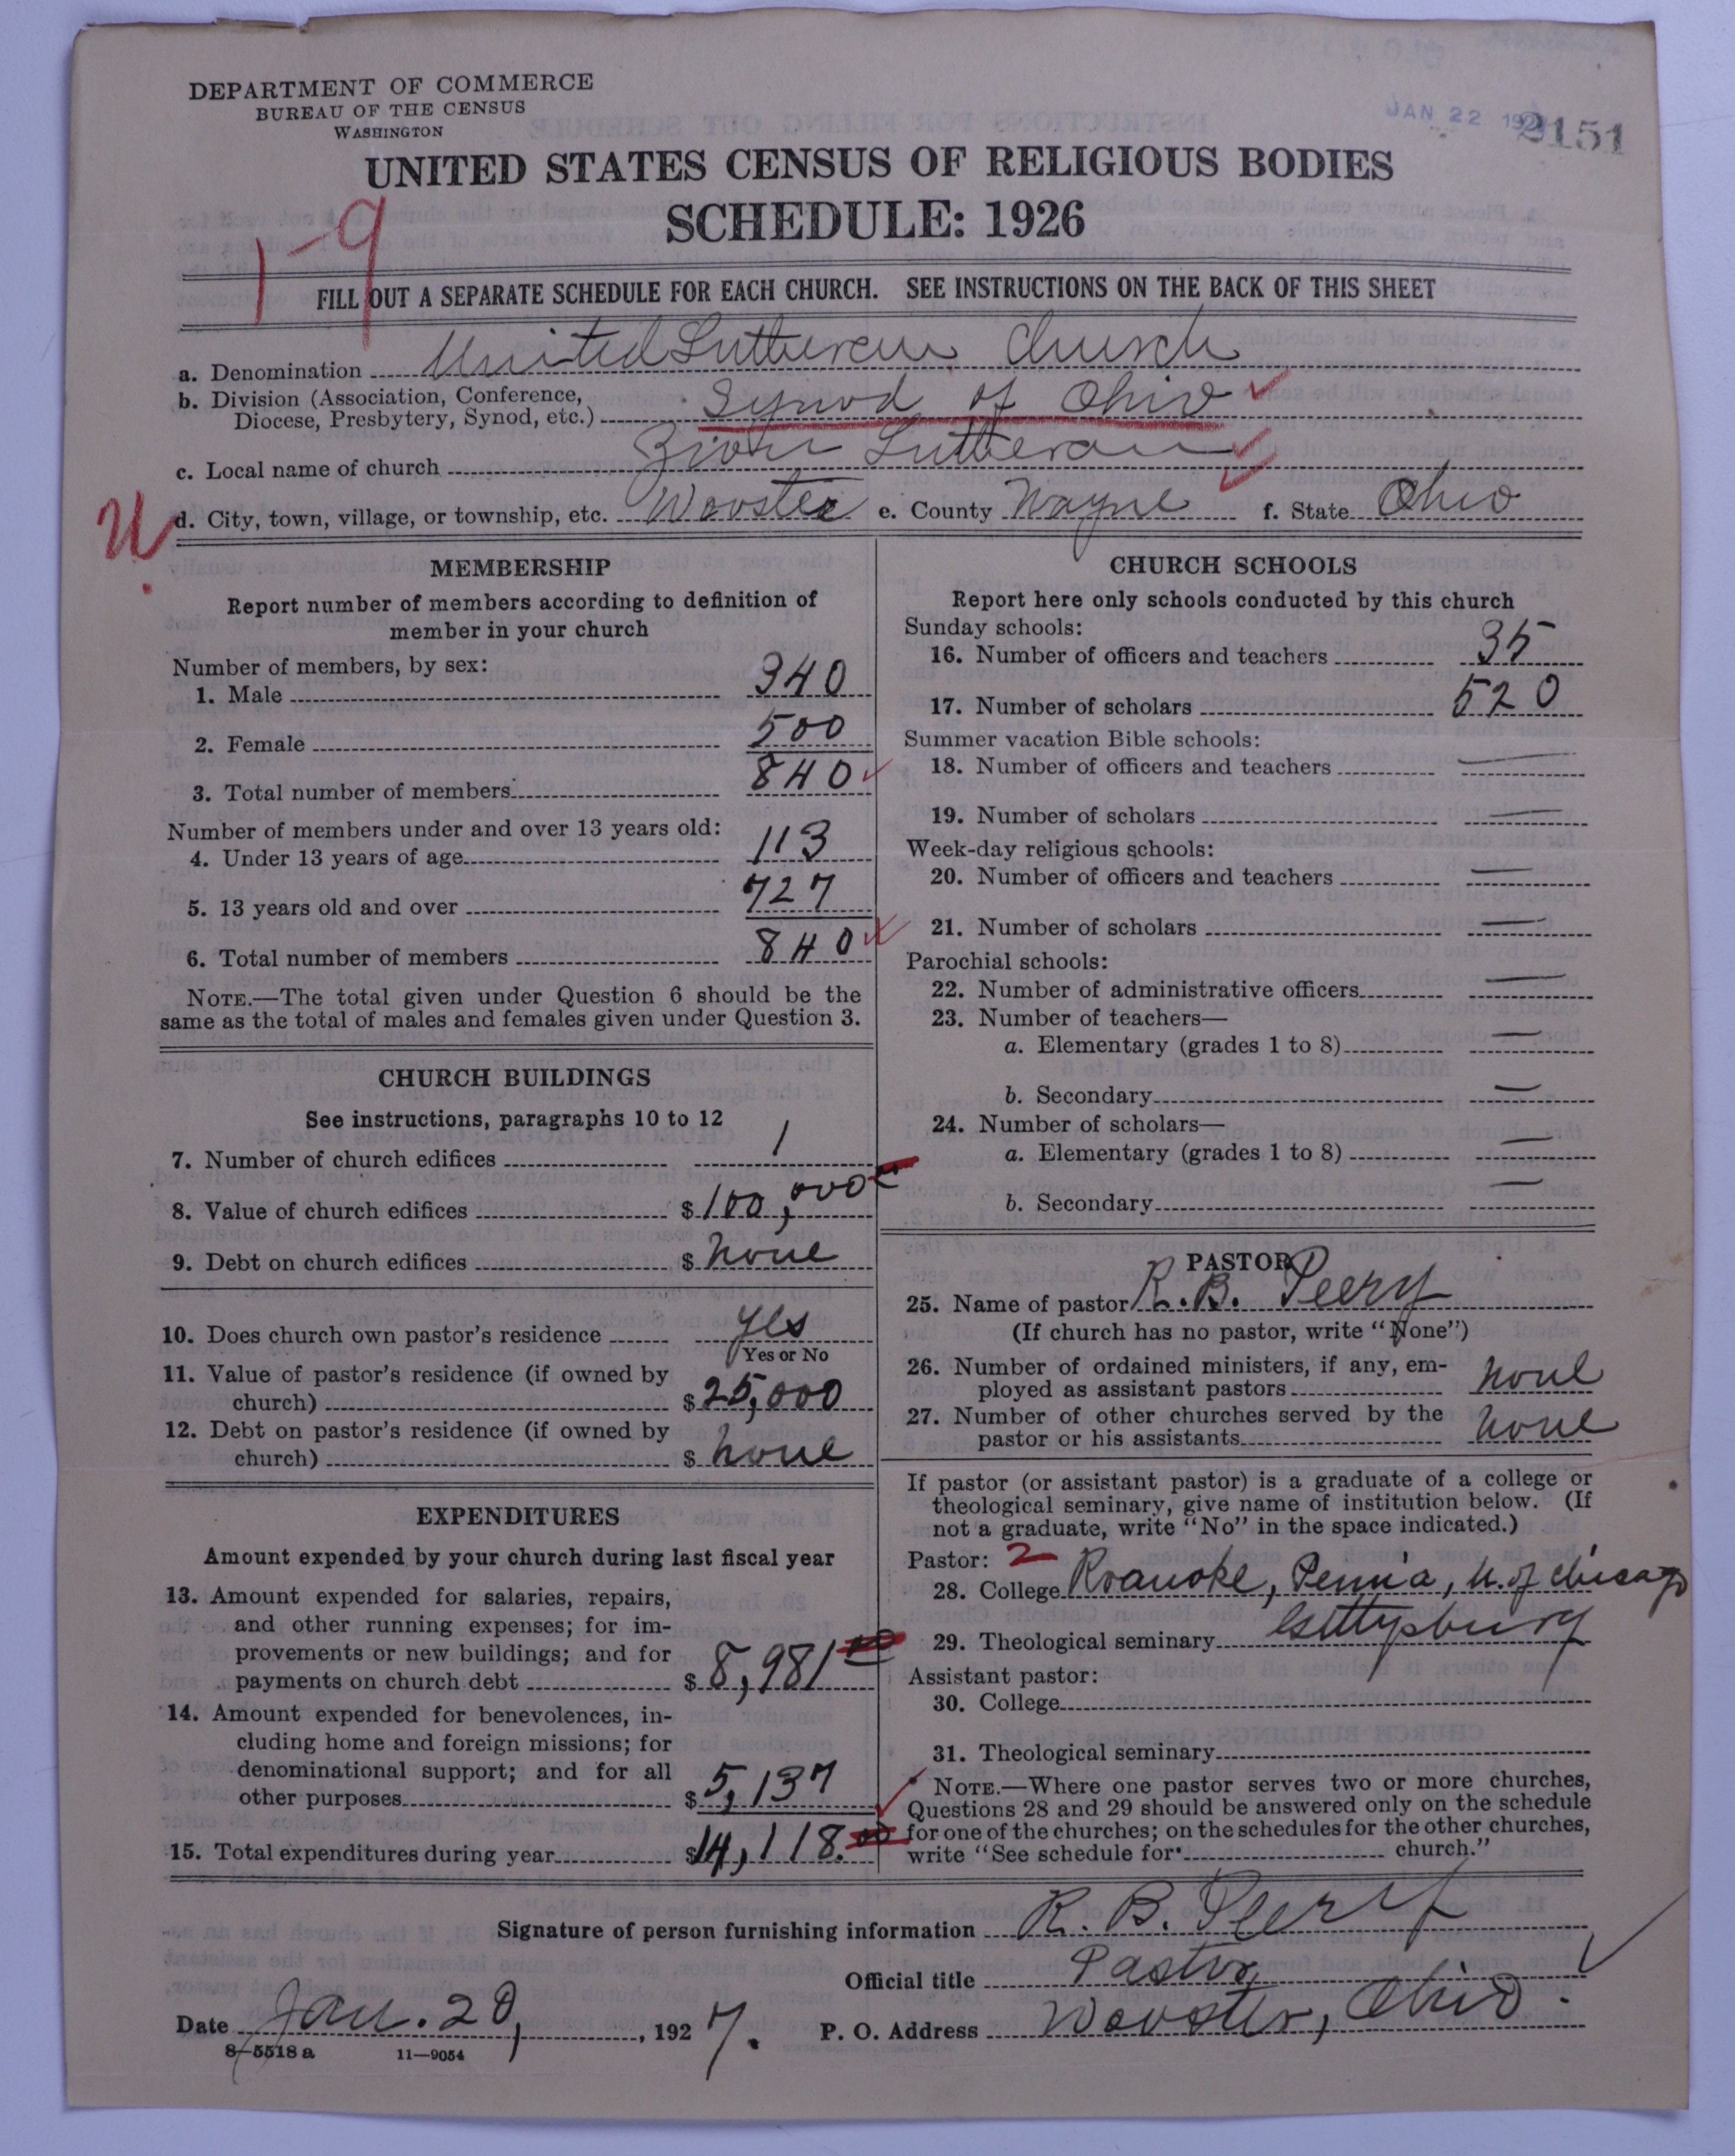 DEPARTMENT OF COMMERCE
BUREAU OF THE CENSUS
WASHINGTON
JAN 22
2151
UNITED STATES CENSUS OF RELIGIOUS BODIES
SCHEDULE: 1926
1-9
FILL OUT A SEPARATE SCHEDULE FOR EACH CHURCH. SEE INSTRUCTIONS ON THE BACK OF THIS SHEET
a. Denomination United Lutheran Church
b. Division (Association, Conference,
Diocese, Presbytery, Synod, etc.) Synod of Ohio ✓
c. Local name of church Zion Lutheran ✓
U d. City, town, village, or township, etc. Wooster e. County Wayne f. State Ohio
MEMBERSHIP
Report number of members according to definition of
member in your church
Number of members, by sex:
1. Male 340
2. Female 500
3. Total number of members 840 ✓
Number of members under and over 13 years old:
4. Under 13 years of age 113
5. 13 years old and over 727
6. Total number of members 840 ✓
NOTE.—The total given under Question 6 should be the
same as the total of males and females given under Question 3.
CHURCH BUILDINGS
See instructions, paragraphs 10 to 12
7. Number of church edifices 1
8. Value of church edifices $100,000
9. Debt on church edifices $ none
10. Does church own pastor's residence yes
Yes or No
11. Value of pastor's residence (if owned by
church) $25,000
12. Debt on pastor's residence (if owned by
church) $ none
EXPENDITURES
Amount expended by your church during last fiscal year
13. Amount expended for salaries, repairs,
and other running expenses; for im-
provements or new buildings; and for
payments on church debt $ 8,981 00
14. Amount expended for benevolences, in-
cluding home and foreign missions; for
denominational support; and for all
other purposes $ 5,137
15. Total expenditures during year $14,118.00
CHURCH SCHOOLS
Report here only schools conducted by this church
Sunday schools:
16. Number of officers and teachers 35
17. Number of scholars 520
Summer vacation Bible schools:
18. Number of officers and teachers —
19. Number of scholars —
Week-day religious schools:
20. Number of officers and teachers —
21. Number of scholars —
Parochial schools:
22. Number of administrative officers —
23. Number of teachers—
a. Elementary (grades 1 to 8) —
b. Secondary —
24. Number of scholars—
a. Elementary (grades 1 to 8) —
b. Secondary —
PASTOR
25. Name of pastor R. B. Peery
(If church has no pastor, write "None")
26. Number of ordained ministers, if any, em-
ployed as assistant pastors none
27. Number of other churches served by the
pastor or his assistants none
If pastor (or assistant pastor) is a graduate of a college or
theological seminary, give name of institution below. (If
not a graduate, write "No" in the space indicated.)
Pastor: 2
28. College Roanoke, Penn'a, U. of Chicago
29. Theological seminary Gettysburg
Assistant pastor:
30. College
31. Theological seminary
NOTE.—Where one pastor serves two or more churches,
Questions 28 and 29 should be answered only on the schedule
for one of the churches; on the schedules for the other churches,
write "See schedule for church."
Signature of person furnishing information R. B. Peery
Official title Pastor
Date Jan. 20, 1927. P. O. Address Wooster, Ohio.
8-5518a 11—9054